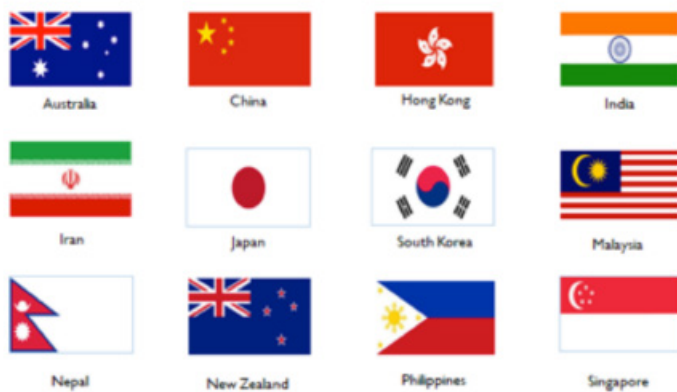 Australia
China
Hong Kong
India
Iran
Japan
South Korea
Malaysia
Nepal
New Zealand
Philippines
Singapore